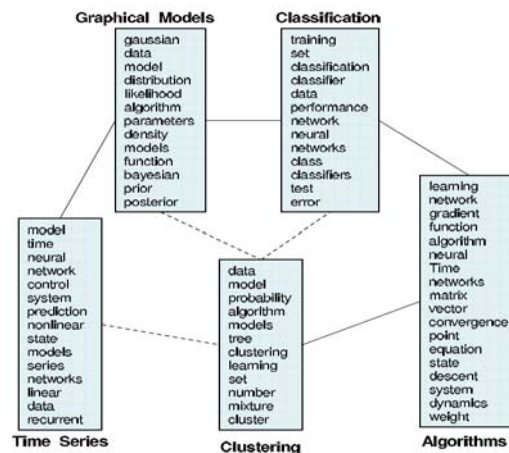 Graphical Models
gaussian
data
model
distribution
likelihood
algorithm
parameters
density
models
function
bayesian
prior
posterior
Classification
training
set
classification
classifier
data
performance
network
neural
networks
class
classifiers
test
error
model
time
neural
network
control
system
prediction
nonlinear
state
models
series
networks
linear
data
recurrent
Time Series
data
model
probability
algorithm
models
tree
clustering
learning
set
number
mixture
cluster
Clustering
learning
network
gradient
function
algorithm
neural
Time
networks
matrix
vector
convergence
point
equation
state
descent
system
dynamics
weight
Algorithms